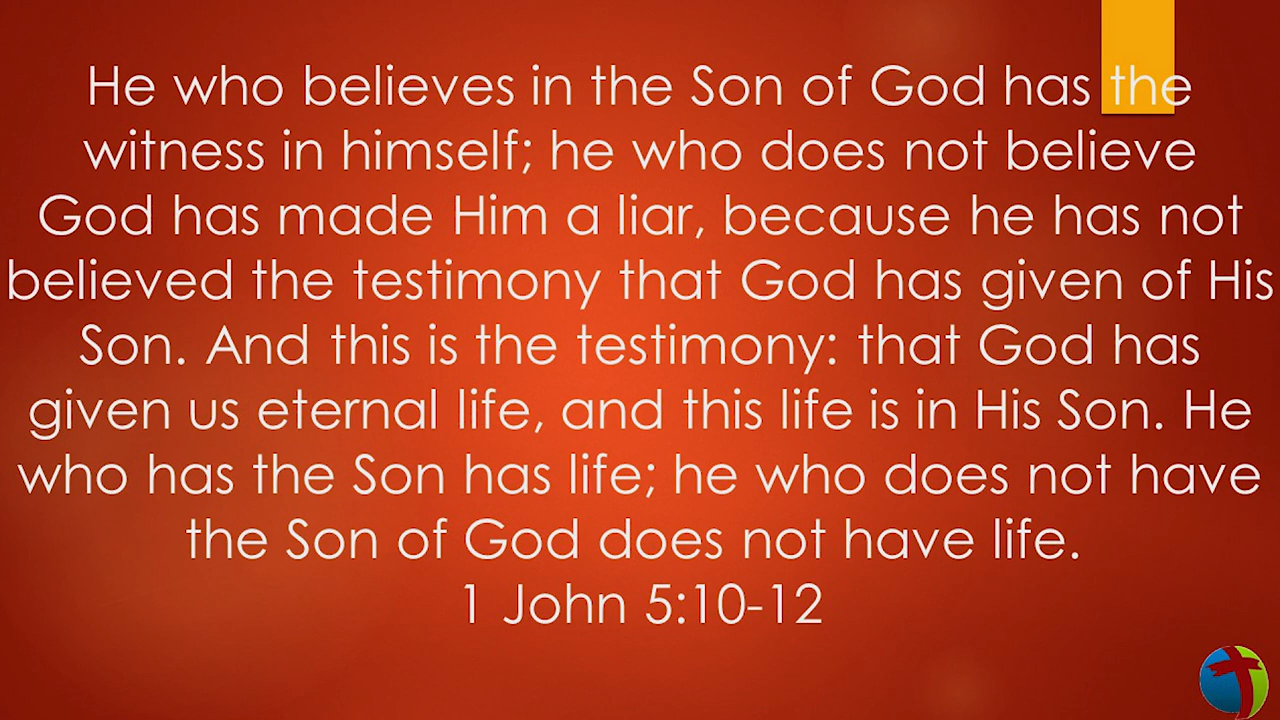 He who believes in the Son of God has the
witness in himself; he who does not believe
God has made Him a liar, because he has not
believed the testimony that God has given of His
Son. And this is the testimony: that God has
given us eternal life, and this life is in His Son. He
who has the Son has life; he who does not have
the Son of God does not have life.
1 John 5:10-12